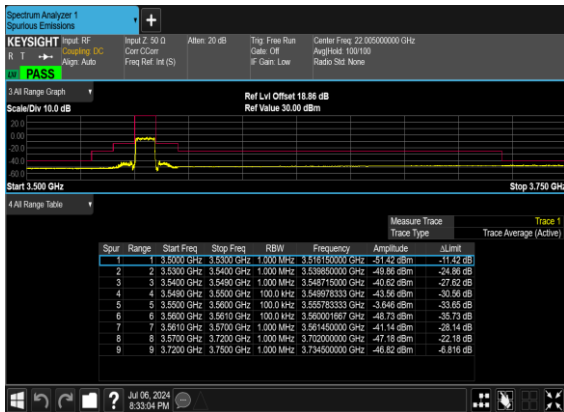 Spectrum Analyzer 1
Spurious Emissions
KEYSIGHT Input: RF Input Z: 50 Ω Atten: 20 dB Trig: Free Run Center Freq: 22.005000000 GHz
R T Coupling: DC Corr CCorr Gate: Off Avg|Hold: 100/100
Align: Auto Freq Ref: Int (S) IF Gain: Low Radio Std: None
PASS
3 All Range Graph Ref Lvl Offset 18.86 dB
Scale/Div 10.0 dB Ref Value 30.00 dBm
20.0
0.00
-20.0
-40.0
-60.0
Start 3.500 GHz Stop 3.750 GHz
4 All Range Table
Measure Trace Trace 1
Trace Type Trace Average (Active)
Spur Range Start Freq Stop Freq RBW Frequency Amplitude ΔLimit
1 1 3.5000 GHz 3.5300 GHz 1.000 MHz 3.516150000 GHz -51.42 dBm -11.42 dB
2 2 3.5300 GHz 3.5400 GHz 1.000 MHz 3.539850000 GHz -49.86 dBm -24.86 dB
3 3 3.5400 GHz 3.5490 GHz 1.000 MHz 3.548715000 GHz -40.62 dBm -27.62 dB
4 4 3.5490 GHz 3.5500 GHz 100.0 kHz 3.549978333 GHz -43.56 dBm -30.56 dB
5 5 3.5500 GHz 3.5600 GHz 100.0 kHz 3.555783333 GHz -3.646 dBm -33.65 dB
6 6 3.5600 GHz 3.5610 GHz 100.0 kHz 3.560001667 GHz -48.73 dBm -35.73 dB
7 7 3.5610 GHz 3.5700 GHz 1.000 MHz 3.561450000 GHz -41.14 dBm -28.14 dB
8 8 3.5700 GHz 3.7200 GHz 1.000 MHz 3.702000000 GHz -47.18 dBm -22.18 dB
9 9 3.7200 GHz 3.7500 GHz 1.000 MHz 3.734500000 GHz -46.82 dBm -6.816 dB
Jul 06, 2024
8:33:04 PM